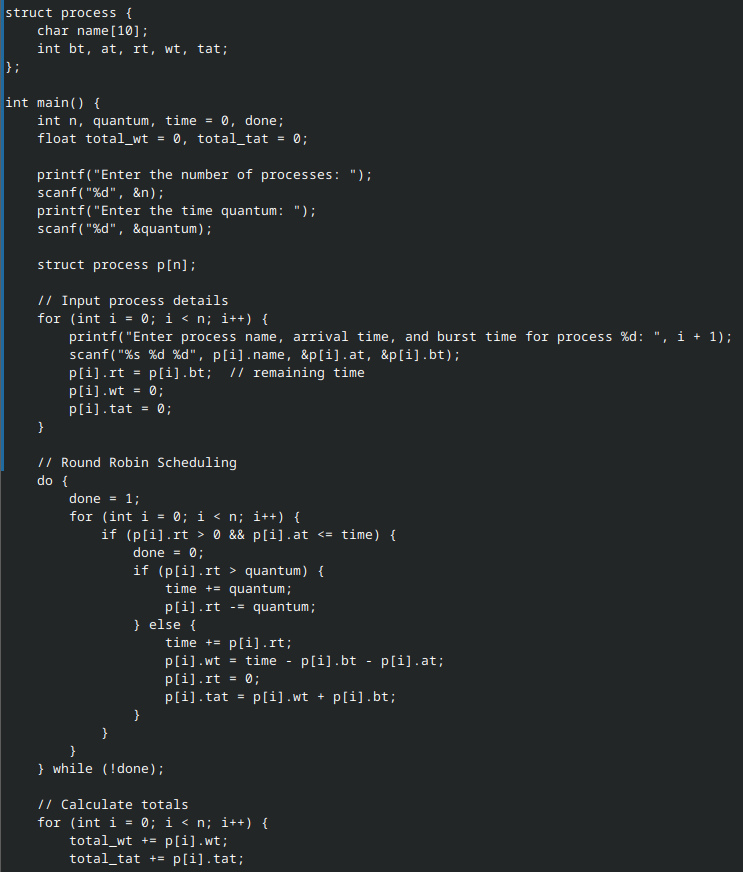 struct process {
    char name[10];
    int bt, at, rt, wt, tat;
};

int main() {
    int n, quantum, time = 0, done;
    float total_wt = 0, total_tat = 0;

    printf("Enter the number of processes: ");
    scanf("%d", &n);
    printf("Enter the time quantum: ");
    scanf("%d", &quantum);

    struct process p[n];

    // Input process details
    for (int i = 0; i < n; i++) {
        printf("Enter process name, arrival time, and burst time for process %d: ", i + 1);
        scanf("%s %d %d", p[i].name, &p[i].at, &p[i].bt);
        p[i].rt = p[i].bt;  // remaining time
        p[i].wt = 0;
        p[i].tat = 0;
    }

    // Round Robin Scheduling
    do {
        done = 1;
        for (int i = 0; i < n; i++) {
            if (p[i].rt > 0 && p[i].at <= time) {
                done = 0;
                if (p[i].rt > quantum) {
                    time += quantum;
                    p[i].rt -= quantum;
                } else {
                    time += p[i].rt;
                    p[i].wt = time - p[i].bt - p[i].at;
                    p[i].rt = 0;
                    p[i].tat = p[i].wt + p[i].bt;
                }
            }
        }
    } while (!done);

    // Calculate totals
    for (int i = 0; i < n; i++) {
        total_wt += p[i].wt;
        total_tat += p[i].tat;